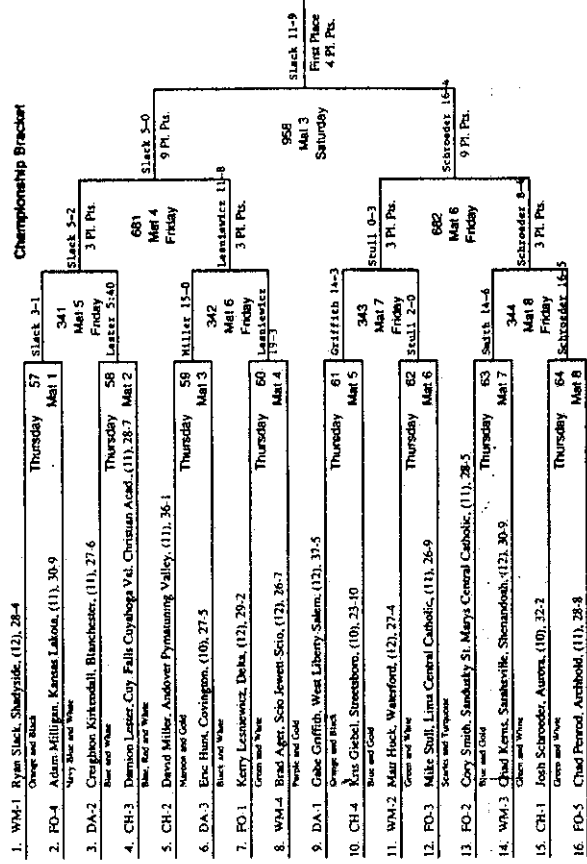 Championship Bracket
1. WM-1 Ryan Slack, Shadyside, (12), 28-4
Orange and Black
Thursday 57
Mat 1
2. FO-4 Adam Milligan, Kansas Lakota, (11), 30-9
Navy Blue and White
3. DA-2 Creughton Kirkendall, Blanchester, (11), 27-6
Blue and White
Thursday 58
Mat 2
4. CH-3 Damion Lester, Cuy. Falls Cuyahoga Val. Christian Acad., (11), 28-7
Blue, Red and White
5. CH-2 David Miller, Andover Pymatuning Valley, (11), 36-1
Maroon and Gold
Thursday 59
Mat 3
6. DA-3 Eric Hunt, Covington, (10), 27-5
Black and White
7. FO-1 Kerry Lesniewicz, Delta, (12), 29-2
Green and White
Thursday 60
Mat 4
8. WM-4 Brad Ager, Scio Jewett-Scio, (12), 26-7
Purple and Gold
9. DA-1 Gabe Griffith, West Liberty Salem, (12), 37-5
Orange and Black
Thursday 61
Mat 5
10. CH-4 Kris Giebel, Streetsboro, (10), 23-10
Blue and Gold
11. WM-2 Matt Huck, Waterford, (12), 27-4
Green and White
Thursday 62
Mat 6
12. FO-3 Mike Stull, Lima Central Catholic, (11), 26-9
Scarlet and Turquoise
13. FO-2 Cory Smith, Sandusky St. Marys Central Catholic, (11), 28-5
Blue and Gold
Thursday 63
Mat 7
14. WM-3 Chad Kerns, Sarahsville, Shenandoah, (12), 30-9
Green and White
15. CH-1 Josh Schroeder, Aurora, (10), 32-2
Green and White
Thursday 64
Mat 8
16. FO-5 Chad Penrod, Archbold, (11), 28-8
Slack 3-1
341
Mat 5
Friday
Lester 5:40
Miller 15-0
342
Mat 6
Friday
Lesniewicz
19-3
Griffith 14-3
343
Mat 7
Friday
Stull 2-0
Smith 14-6
344
Mat 8
Friday
Schroeder 16-5
Slack 5-2
3 Pl. Pts.
681
Mat 4
Friday
Lesniewicz 11-8
3 Pl. Pts.
Stull 0-3
3 Pl. Pts.
682
Mat 6
Friday
Schroeder
3 Pl. Pts.
Slack 5-0
9 Pl. Pts.
958
Mat 3
Saturday
Schroeder 16-4
9 Pl. Pts.
Slack 11-9
First Place
4 Pl. Pts.